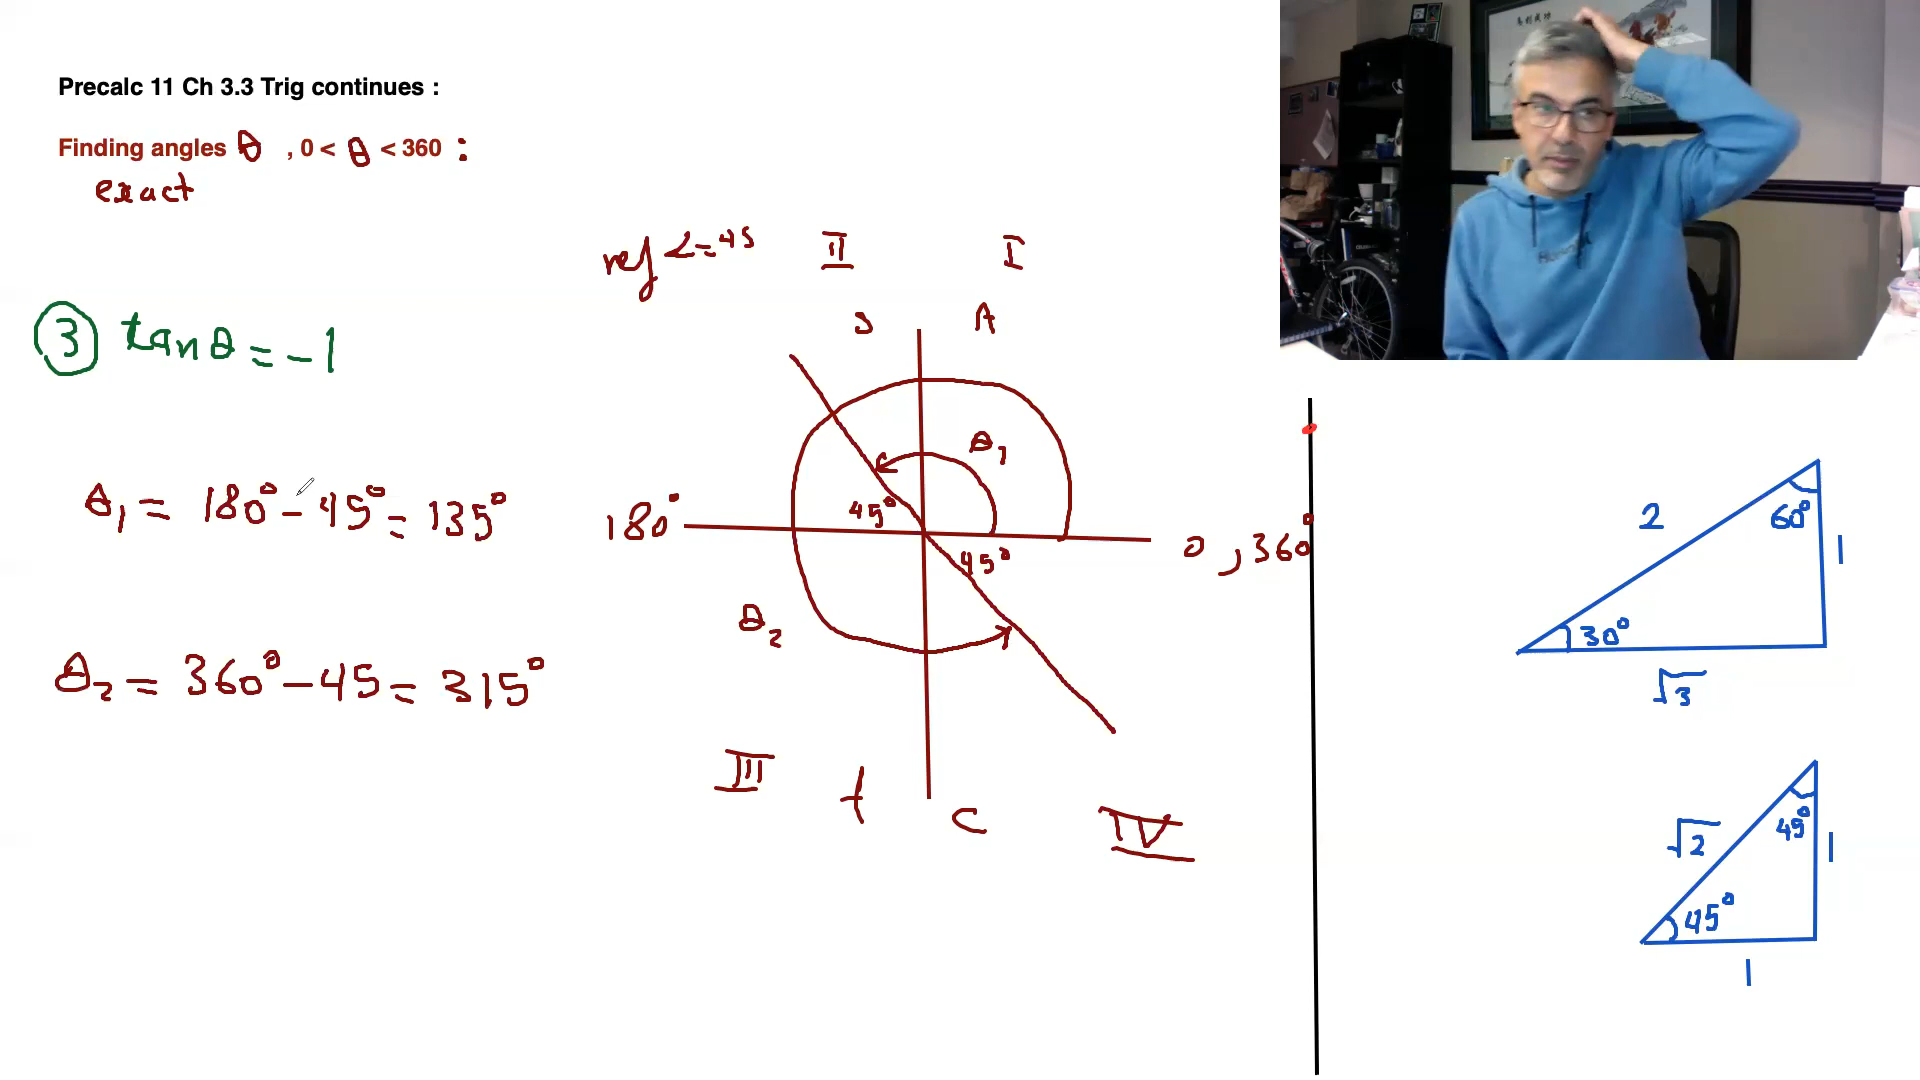 Precalc 11 Ch 3.3 Trig continues :
Finding angles θ , 0 < θ < 360 :
exact
③ tanθ = -1
θ₁ = 180° - 45° = 135°
θ₂ = 360° - 45 = 315°
ref ∠ = 45
II
I
S
A
θ₁
45°
180°
0, 360°
45°
θ₂
III
t
C
IV
2
60°
1
30°
√3
√2
45°
1
45°
1